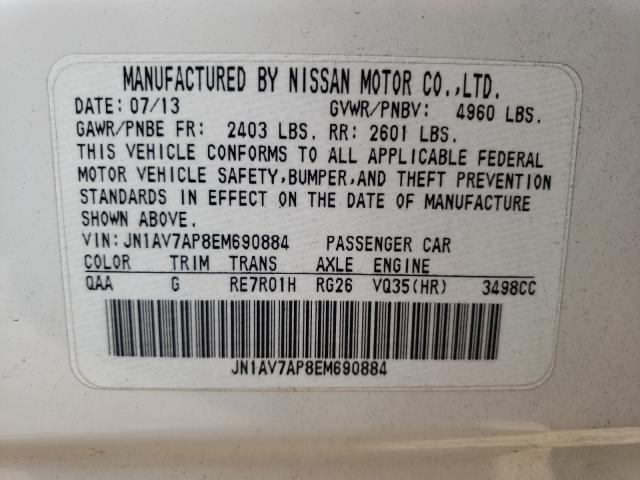 MANUFACTURED BY NISSAN MOTOR CO.,LTD.
DATE: 07/13 GVWR/PNBV: 4960 LBS.
GAWR/PNBE FR: 2403 LBS. RR: 2601 LBS.
THIS VEHICLE CONFORMS TO ALL APPLICABLE FEDERAL
MOTOR VEHICLE SAFETY,BUMPER,AND THEFT PREVENTION
STANDARDS IN EFFECT ON THE DATE OF MANUFACTURE
SHOWN ABOVE.
VIN: JN1AV7AP8EM690884 PASSENGER CAR
COLOR TRIM TRANS AXLE ENGINE
QAA G RE7R01H RG26 VQ35(HR) 3498CC
JN1AV7AP8EM690884